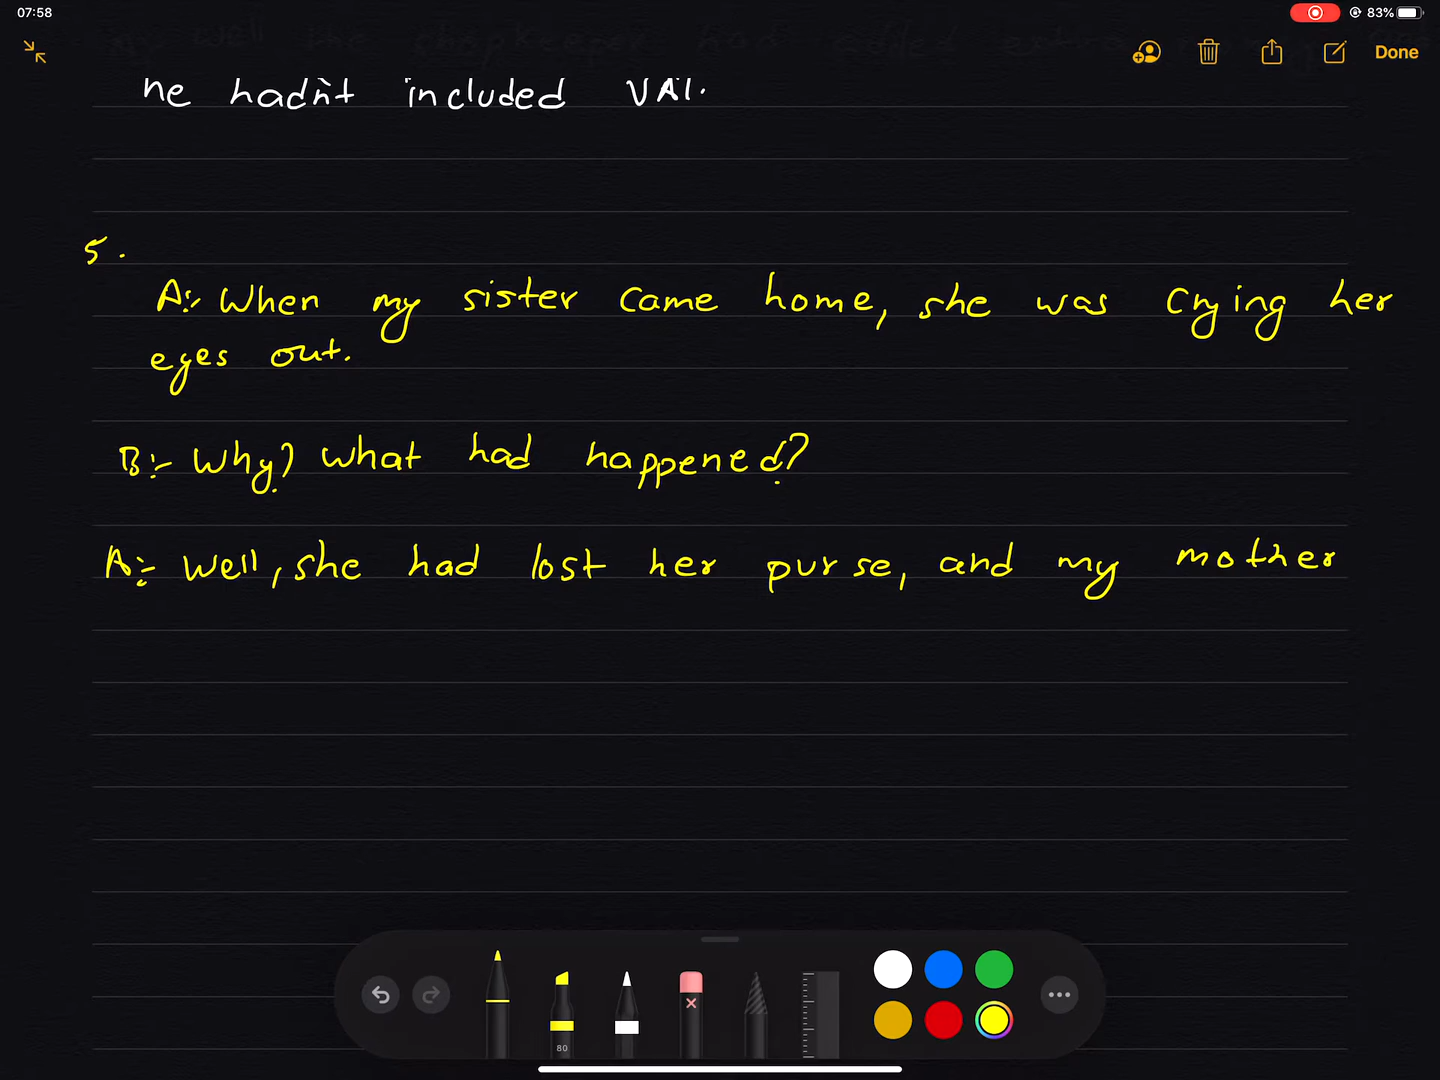 07:58
83%
Done
he hadn't included VAT.
5.
A:- When my sister came home, she was crying her
eyes out.
B:- Why? What had happened?
A:- Well, she had lost her purse, and my mother
80